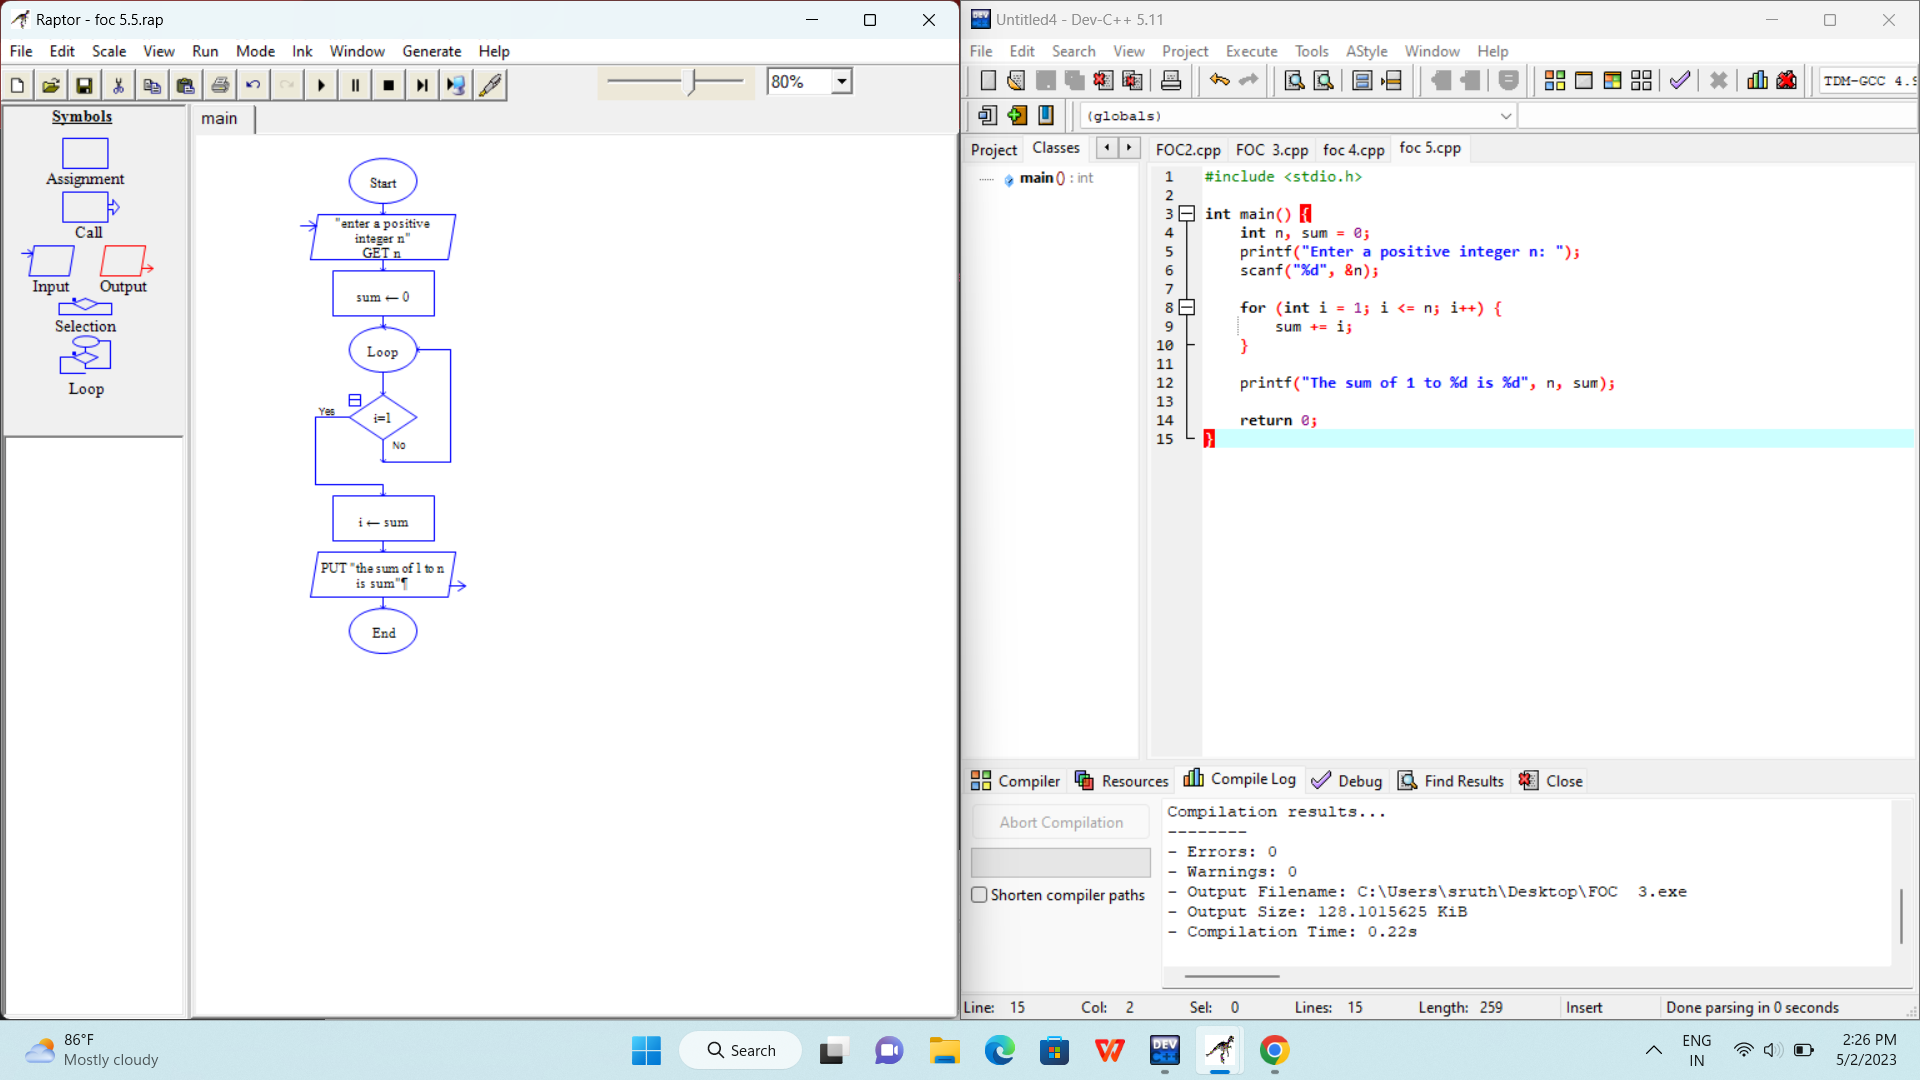 Raptor - foc 5.5.rap
File Edit Scale View Run Mode Ink Window Generate Help
80%
Symbols
Assignment
Call
Input Output
Selection
Loop
main
Start
"enter a positive
integer n"
GET n
sum ← 0
Loop
Yes
i=1
No
i ← sum
PUT "the sum of 1 to n
is sum"¶
End
DEV
C++
Untitled4 - Dev-C++ 5.11
File Edit Search View Project Execute Tools AStyle Window Help
TDM-GCC 4.9
(globals)
Project Classes
main() : int
FOC2.cpp FOC 3.cpp foc 4.cpp foc 5.cpp
1 #include <stdio.h>
2
3 int main() {
4 int n, sum = 0;
5 printf("Enter a positive integer n: ");
6 scanf("%d", &n);
7
8 for (int i = 1; i <= n; i++) {
9 sum += i;
10 }
11
12 printf("The sum of 1 to %d is %d", n, sum);
13
14 return 0;
15 }
Compiler Resources Compile Log Debug Find Results Close
Abort Compilation
Shorten compiler paths
Compilation results...
--------
- Errors: 0
- Warnings: 0
- Output Filename: C:\Users\sruth\Desktop\FOC  3.exe
- Output Size: 128.1015625 KiB
- Compilation Time: 0.22s
Line: 15 Col: 2 Sel: 0 Lines: 15 Length: 259 Insert Done parsing in 0 seconds
86°F
Mostly cloudy
Search
W
DEV
C++
ENG
IN
2:26 PM
5/2/2023